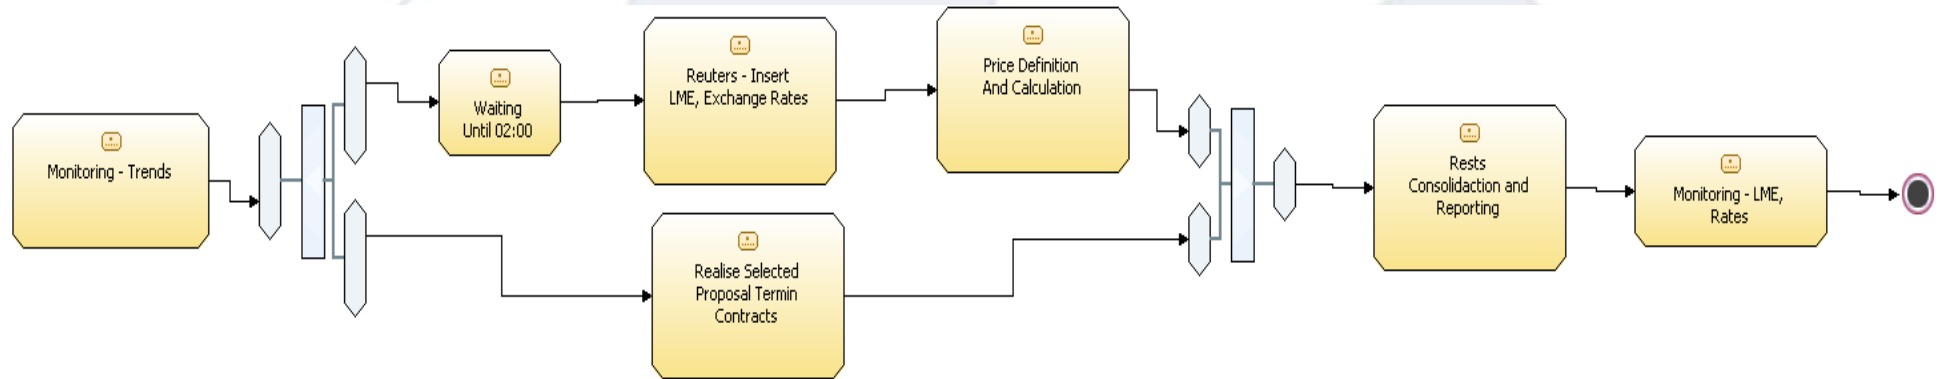 Monitoring - Trends
Waiting
Until 02:00
Reuters - Insert
LME, Exchange Rates
Price Definition
And Calculation
Realise Selected
Proposal Termin
Contracts
Rests
Consolidaction and
Reporting
Monitoring - LME,
Rates